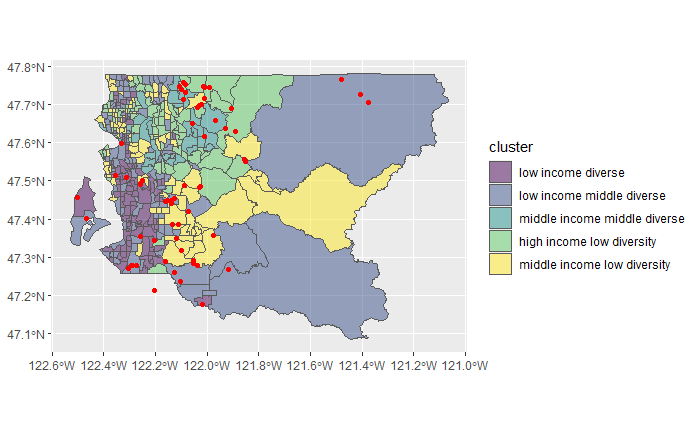 47.8°N
47.7°N
47.6°N
47.5°N
47.4°N
47.3°N
47.2°N
47.1°N
122.6°W 122.4°W 122.2°W 122.0°W 121.8°W 121.6°W 121.4°W 121.2°W 121.0°W
cluster
low income diverse
low income middle diverse
middle income middle diverse
high income low diversity
middle income low diversity